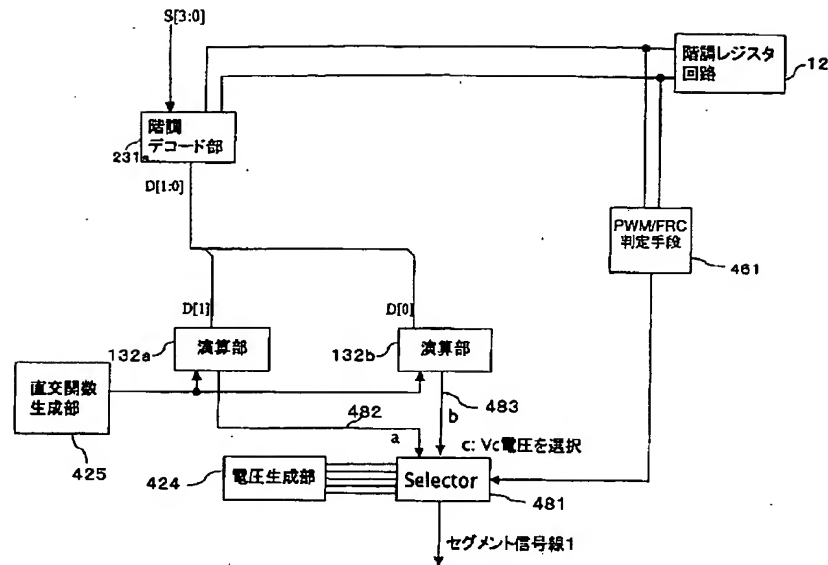 S[3:0]
階調レジスタ
回路
12
階調
デコード部
231a
D[1:0]
PWM/FRC
判定手段
461
D[1]
D[0]
132a
演算部
132b
演算部
直交関数
生成部
425
482
483
a
b
c: Vc電圧を選択
424
電圧生成部
Selector
481
セグメント信号線1